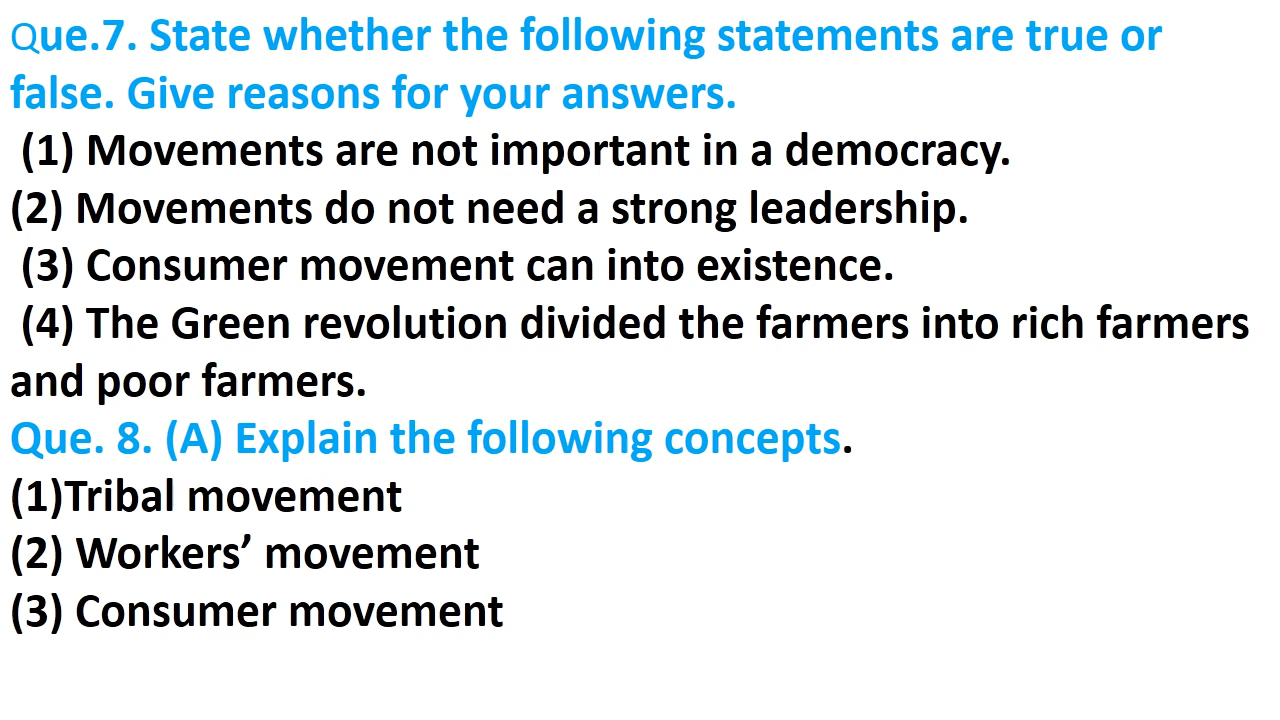 Que.7. State whether the following statements are true or
false. Give reasons for your answers.
(1) Movements are not important in a democracy.
(2) Movements do not need a strong leadership.
(3) Consumer movement can into existence.
(4) The Green revolution divided the farmers into rich farmers
and poor farmers.
Que. 8. (A) Explain the following concepts.
(1)Tribal movement
(2) Workers’ movement
(3) Consumer movement